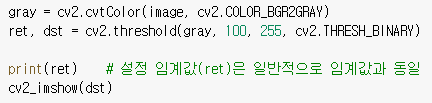 gray = cv2.cvtColor(image, cv2.COLOR_BGR2GRAY)
ret, dst = cv2.threshold(gray, 100, 255, cv2.THRESH_BINARY)
print(ret)   # 설정 임계값(ret)은 일반적으로 임계값과 동일
cv2_imshow(dst)